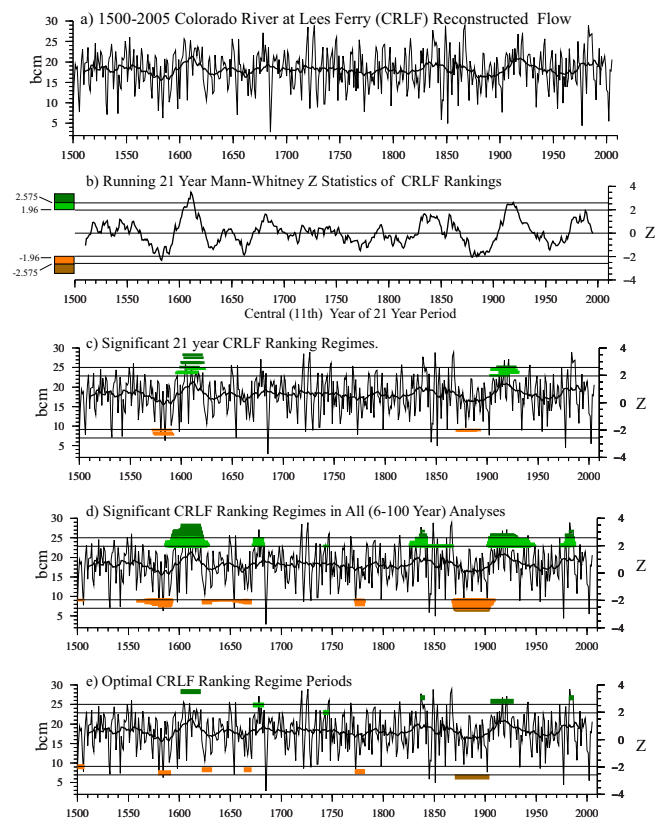 a) 1500-2005 Colorado River at Lees Ferry (CRLF) Reconstructed Flow
30
25
20
15
10
5
bcm
1500 1550 1600 1650 1700 1750 1800 1850 1900 1950 2000
b) Running 21 Year Mann-Whitney Z Statistics of CRLF Rankings
2.575
1.96
-1.96
-2.575
4
2
0
−2
−4
Z
1500 1550 1600 1650 1700 1750 1800 1850 1900 1950 2000
Central (11th) Year of 21 Year Period
c) Significant 21 year CRLF Ranking Regimes.
30
25
20
15
10
5
bcm
4
2
0
−2
−4
Z
1500 1550 1600 1650 1700 1750 1800 1850 1900 1950 2000
d) Significant CRLF Ranking Regimes in All (6-100 Year) Analyses
30
25
20
15
10
5
bcm
4
2
0
−2
−4
Z
1500 1550 1600 1650 1700 1750 1800 1850 1900 1950 2000
e) Optimal CRLF Ranking Regime Periods
30
25
20
15
10
5
bcm
4
2
0
−2
−4
Z
1500 1550 1600 1650 1700 1750 1800 1850 1900 1950 2000